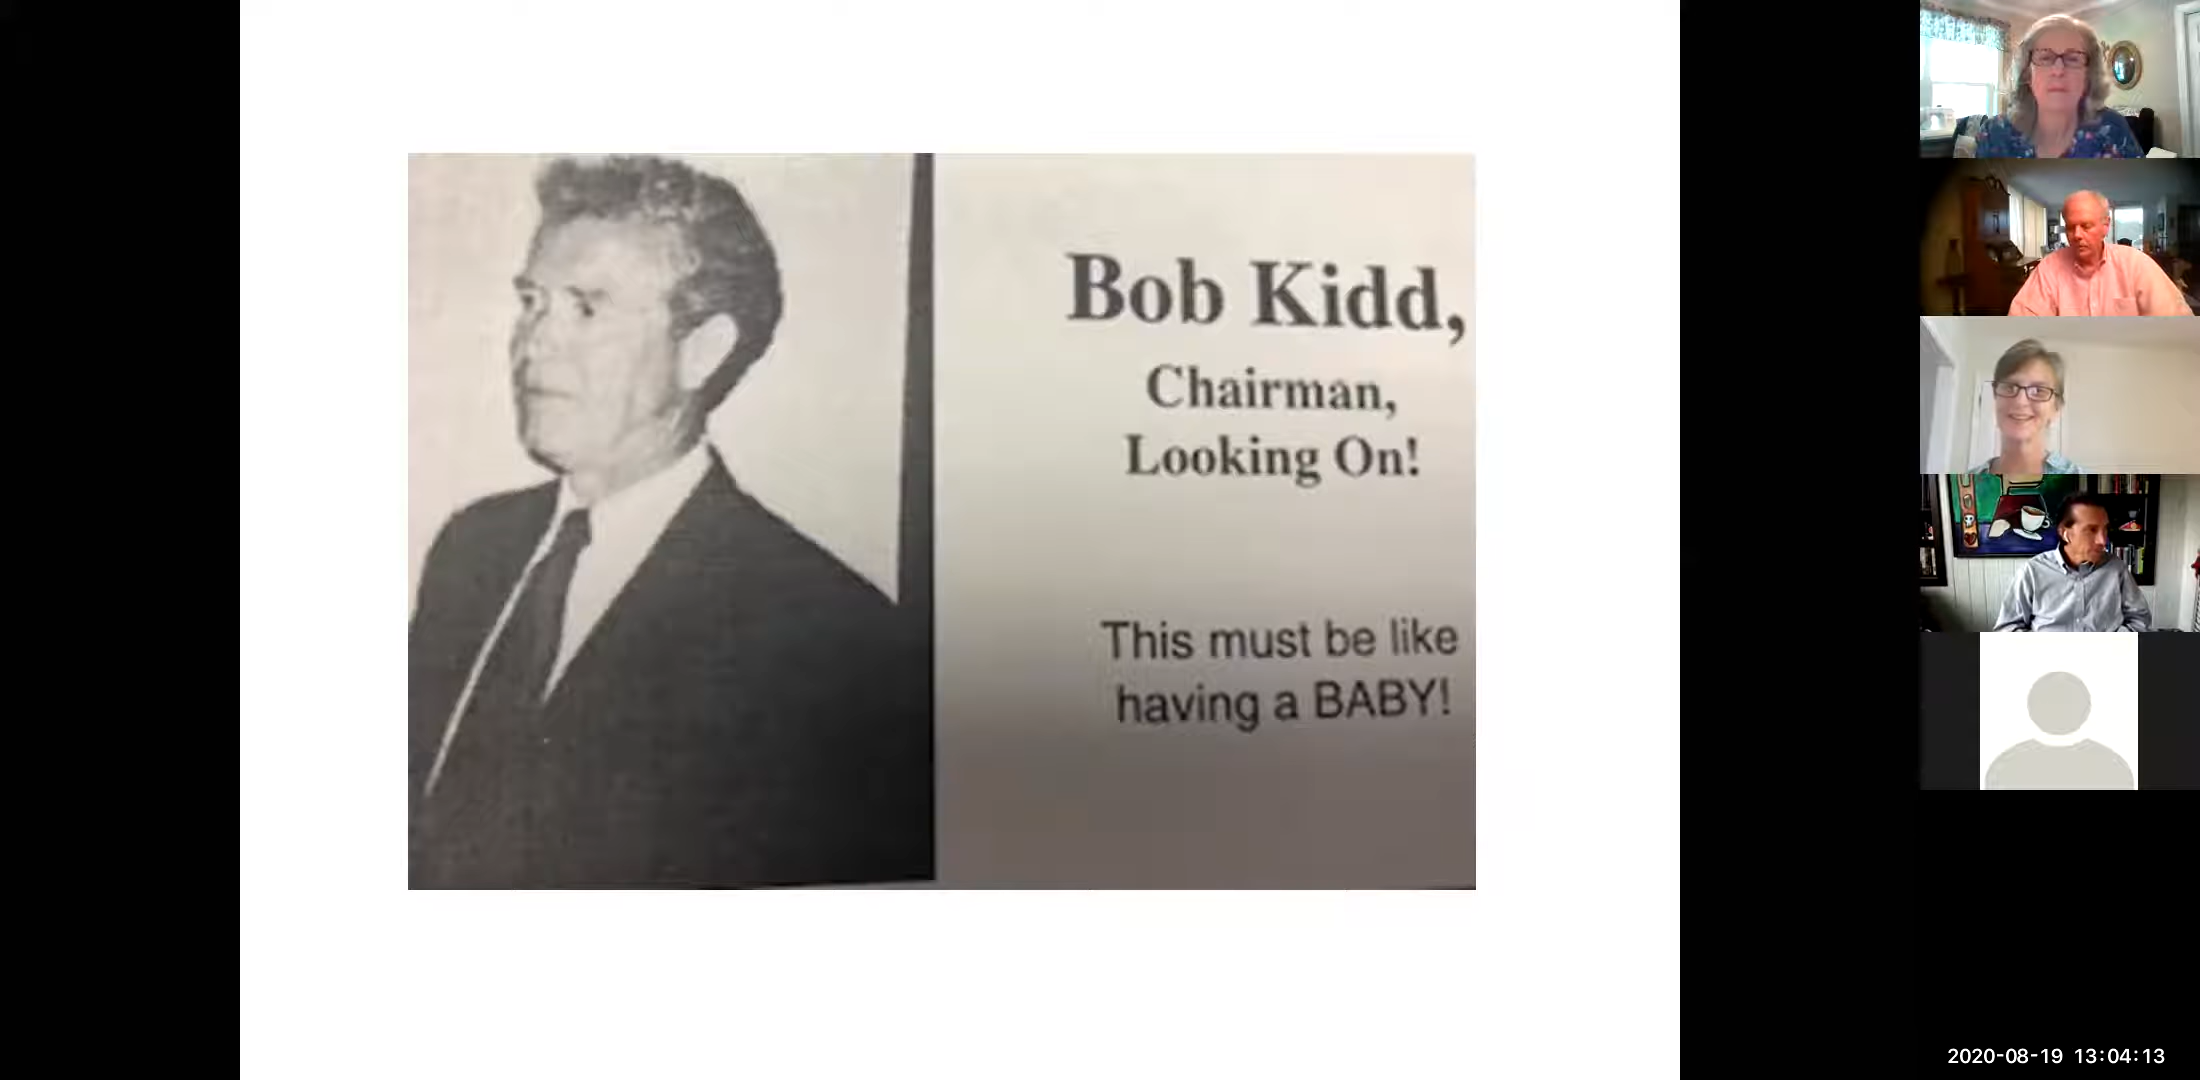 Bob Kidd,
Chairman,
Looking On!
This must be like
having a BABY!
2020-08-19 13:04:13